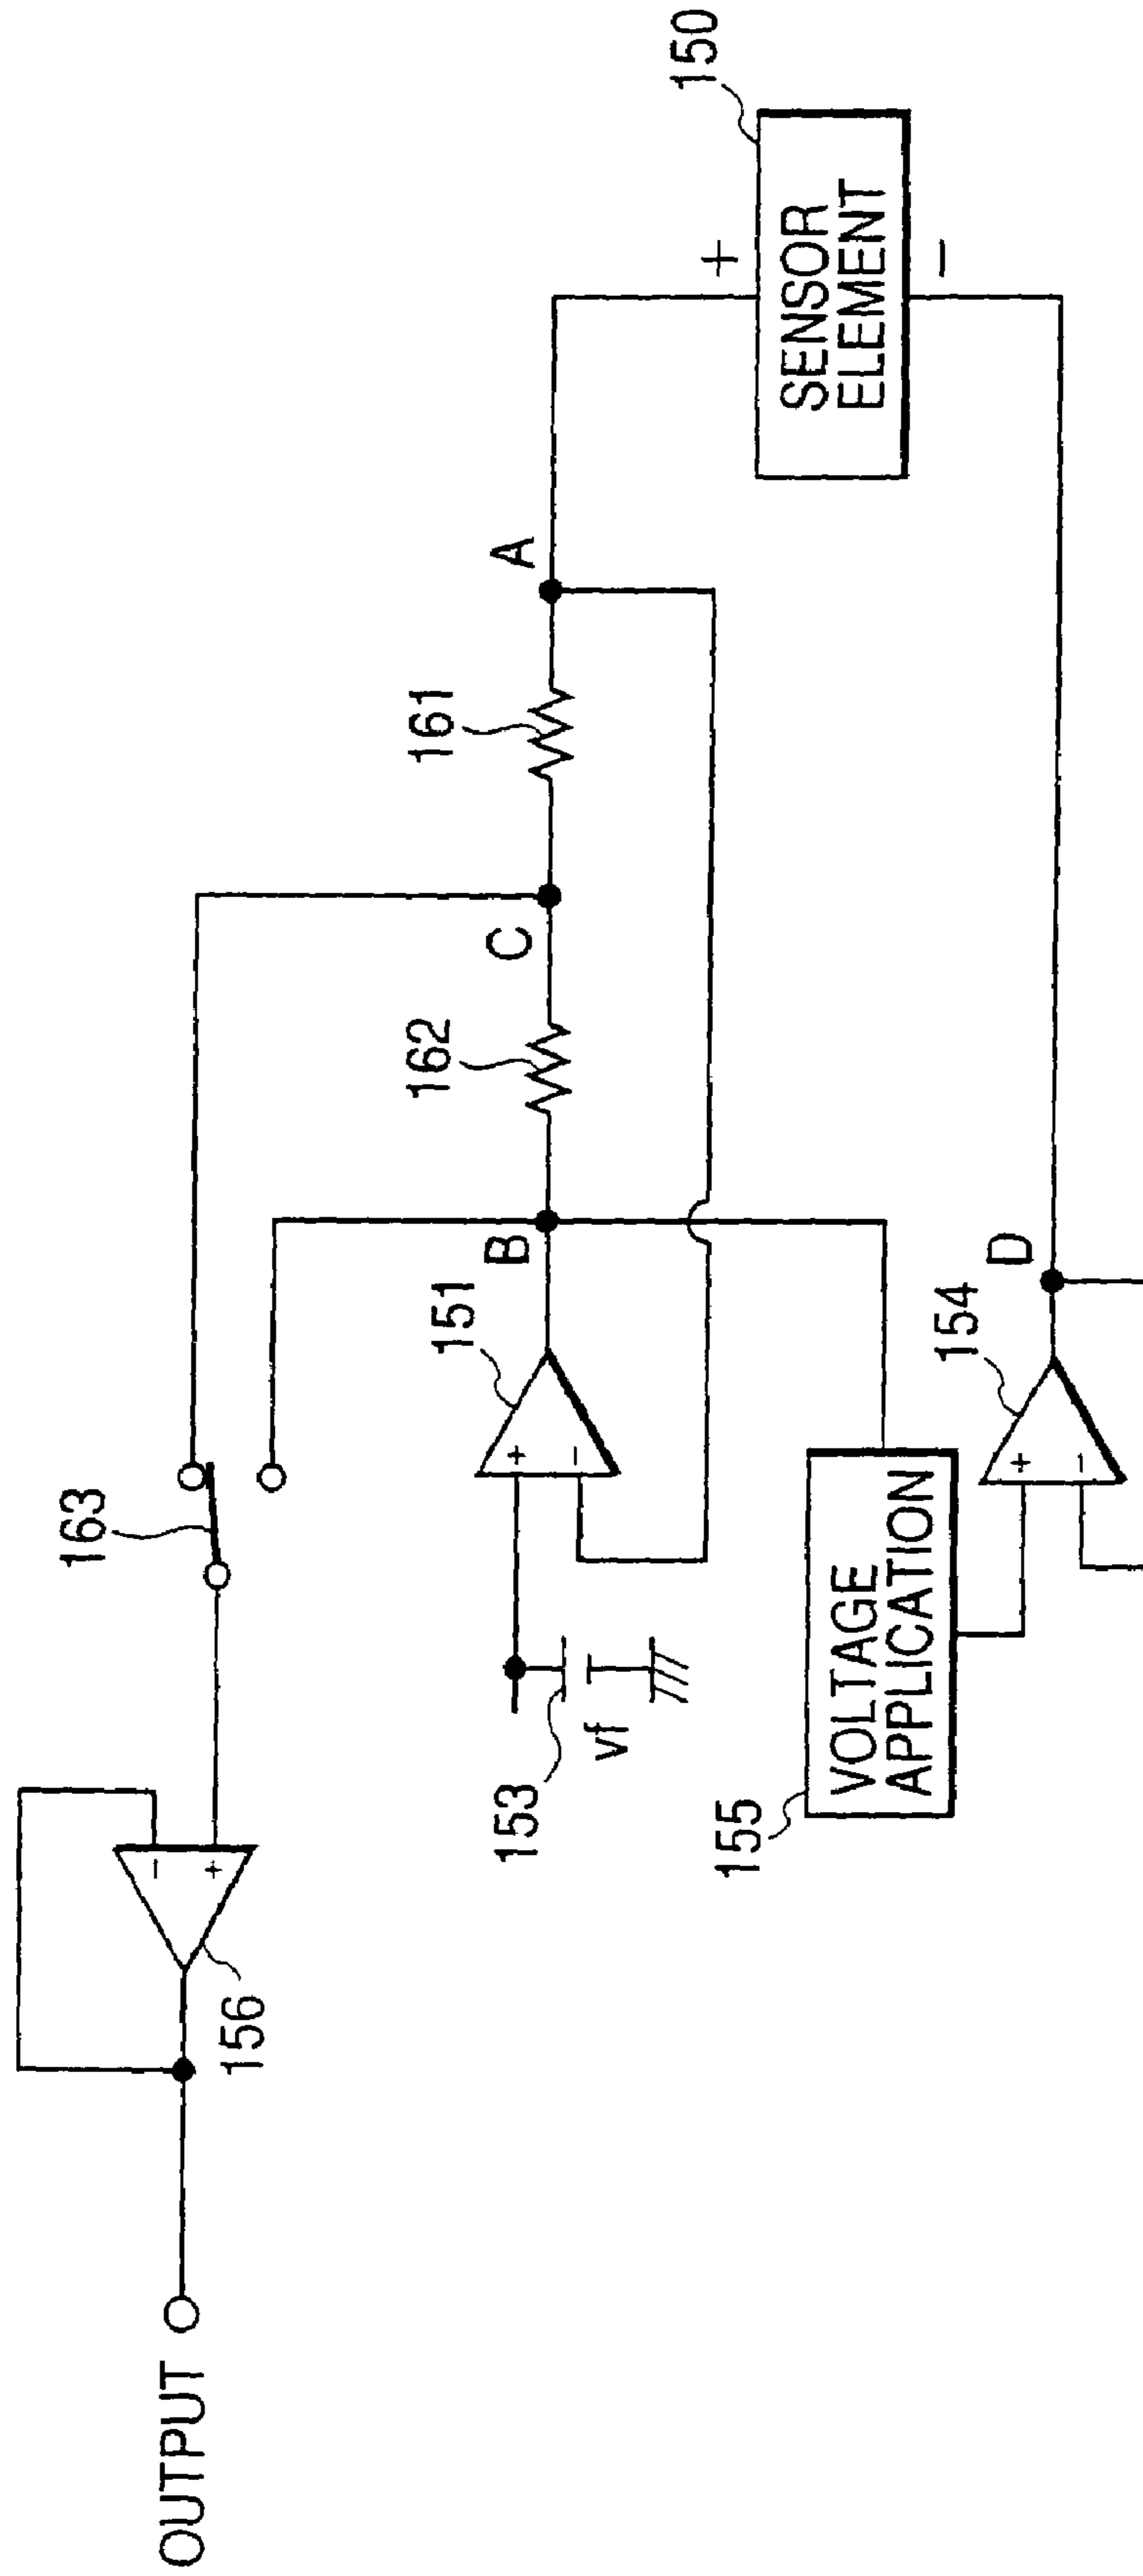 OUTPUT
156
163
153
vf
151
+
−
B
162
C
161
A
155
VOLTAGE
APPLICATION
154
+
−
D
+
SENSOR
ELEMENT
−
150
−
+